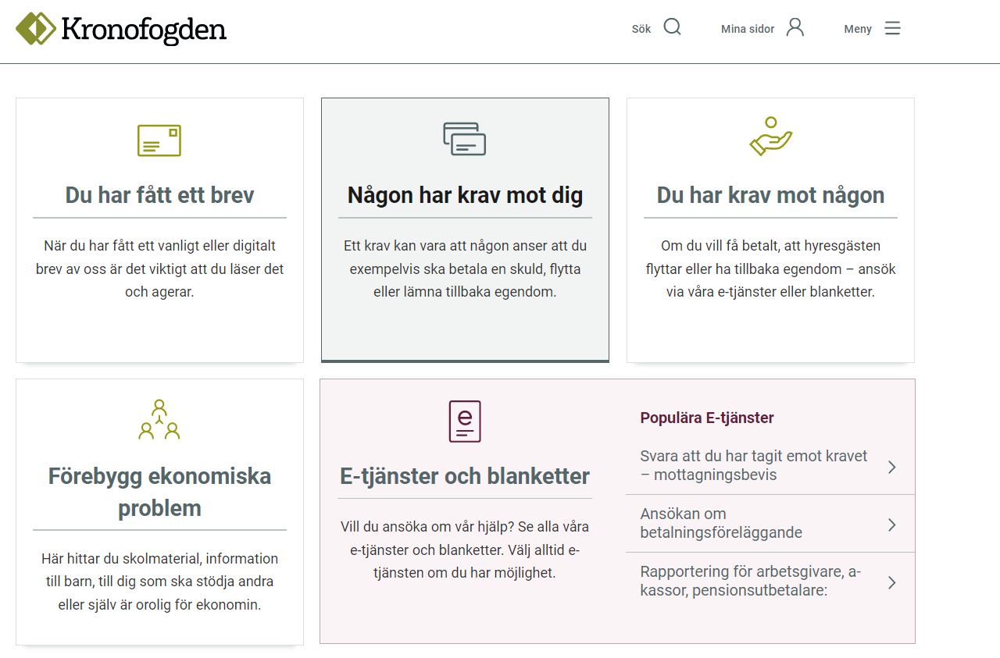 Kronofogden
Sök
Mina sidor
Meny
Du har fått ett brev
När du har fått ett vanligt eller digitalt
brev av oss är det viktigt att du läser det
och agerar.
Någon har krav mot dig
Ett krav kan vara att någon anser att du
exempelvis ska betala en skuld, flytta
eller lämna tillbaka egendom.
Du har krav mot någon
Om du vill få betalt, att hyresgästen
flyttar eller ha tillbaka egendom – ansök
via våra e-tjänster eller blanketter.
Förebygg ekonomiska
problem
Här hittar du skolmaterial, information
till barn, till dig som ska stödja andra
eller själv är orolig för ekonomin.
e
E-tjänster och blanketter
Vill du ansöka om vår hjälp? Se alla våra
e-tjänster och blanketter. Välj alltid e-
tjänsten om du har möjlighet.
Populära E-tjänster
Svara att du har tagit emot kravet
– mottagningsbevis
Ansökan om
betalningsföreläggande
Rapportering för arbetsgivare, a-
kassor, pensionsutbetalare: